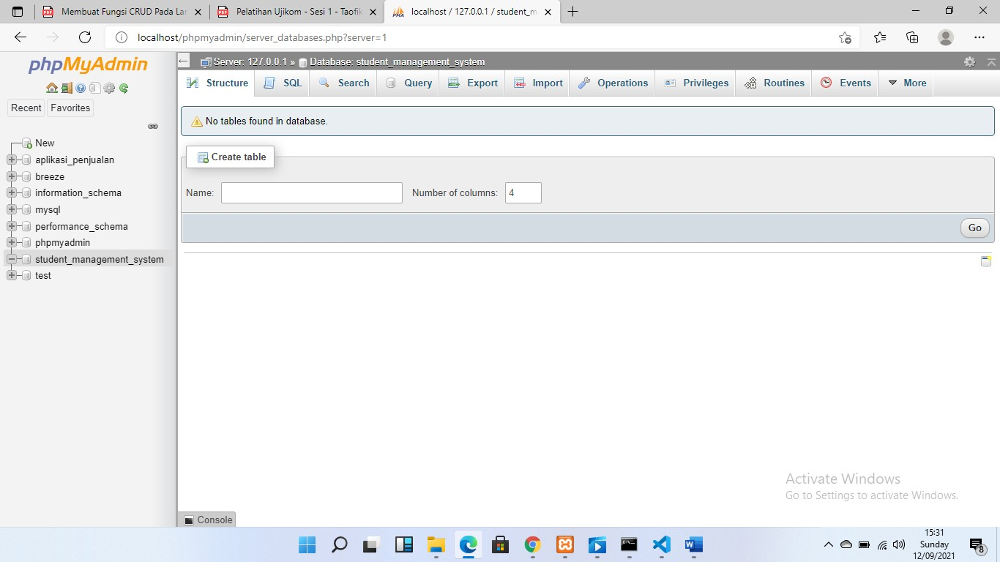 Membuat Fungsi CRUD Pada Lar
Pelatihan Ujikom - Sesi 1 - Taofik
localhost / 127.0.0.1 / student_m
localhost/phpmyadmin/server_databases.php?server=1
phpMyAdmin
Server: 127.0.0.1 » Database: student_management_system
Structure SQL Search Query Export Import Operations Privileges Routines Events More
Recent Favorites
No tables found in database.
New
aplikasi_penjualan
breeze
information_schema
mysql
performance_schema
phpmyadmin
student_management_system
test
Create table
Name: Number of columns: 4
Go
Activate Windows
Go to Settings to activate Windows.
Console
15:31
Sunday
12/09/2021
8